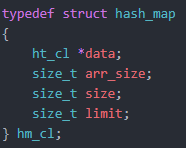 typedef struct hash_map
{
    ht_cl *data;
    size_t arr_size;
    size_t size;
    size_t limit;
} hm_cl;